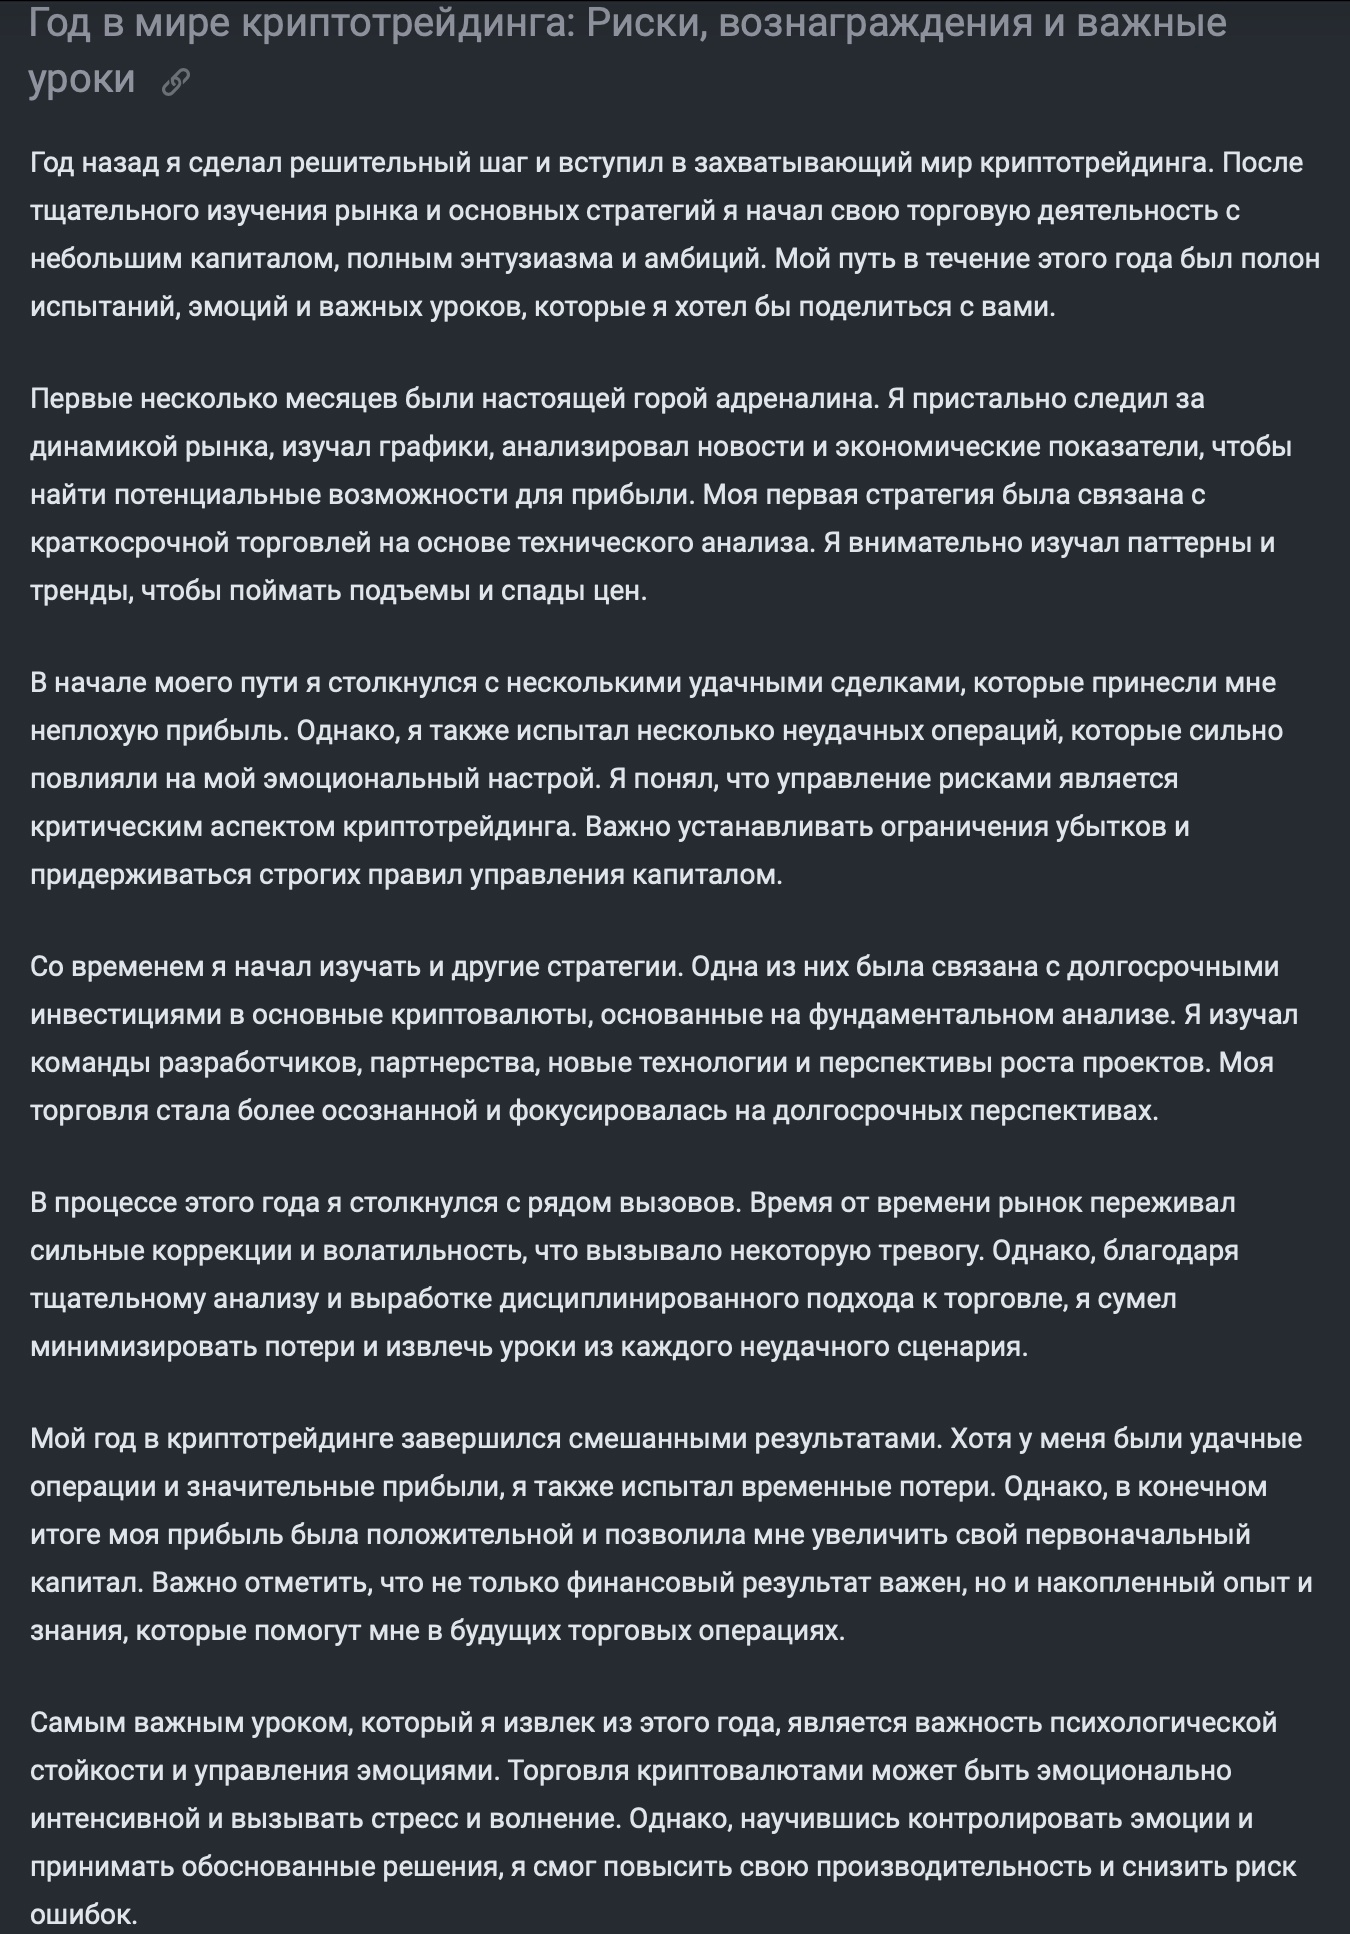 Год в мире криптотрейдинга: Риски, вознаграждения и важные
уроки
Год назад я сделал решительный шаг и вступил в захватывающий мир криптотрейдинга. После
тщательного изучения рынка и основных стратегий я начал свою торговую деятельность с
небольшим капиталом, полным энтузиазма и амбиций. Мой путь в течение этого года был полон
испытаний, эмоций и важных уроков, которые я хотел бы поделиться с вами.
Первые несколько месяцев были настоящей горой адреналина. Я пристально следил за
динамикой рынка, изучал графики, анализировал новости и экономические показатели, чтобы
найти потенциальные возможности для прибыли. Моя первая стратегия была связана с
краткосрочной торговлей на основе технического анализа. Я внимательно изучал паттерны и
тренды, чтобы поймать подъемы и спады цен.
В начале моего пути я столкнулся с несколькими удачными сделками, которые принесли мне
неплохую прибыль. Однако, я также испытал несколько неудачных операций, которые сильно
повлияли на мой эмоциональный настрой. Я понял, что управление рисками является
критическим аспектом криптотрейдинга. Важно устанавливать ограничения убытков и
придерживаться строгих правил управления капиталом.
Со временем я начал изучать и другие стратегии. Одна из них была связана с долгосрочными
инвестициями в основные криптовалюты, основанные на фундаментальном анализе. Я изучал
команды разработчиков, партнерства, новые технологии и перспективы роста проектов. Моя
торговля стала более осознанной и фокусировалась на долгосрочных перспективах.
В процессе этого года я столкнулся с рядом вызовов. Время от времени рынок переживал
сильные коррекции и волатильность, что вызывало некоторую тревогу. Однако, благодаря
тщательному анализу и выработке дисциплинированного подхода к торговле, я сумел
минимизировать потери и извлечь уроки из каждого неудачного сценария.
Мой год в криптотрейдинге завершился смешанными результатами. Хотя у меня были удачные
операции и значительные прибыли, я также испытал временные потери. Однако, в конечном
итоге моя прибыль была положительной и позволила мне увеличить свой первоначальный
капитал. Важно отметить, что не только финансовый результат важен, но и накопленный опыт и
знания, которые помогут мне в будущих торговых операциях.
Самым важным уроком, который я извлек из этого года, является важность психологической
стойкости и управления эмоциями. Торговля криптовалютами может быть эмоционально
интенсивной и вызывать стресс и волнение. Однако, научившись контролировать эмоции и
принимать обоснованные решения, я смог повысить свою производительность и снизить риск
ошибок.